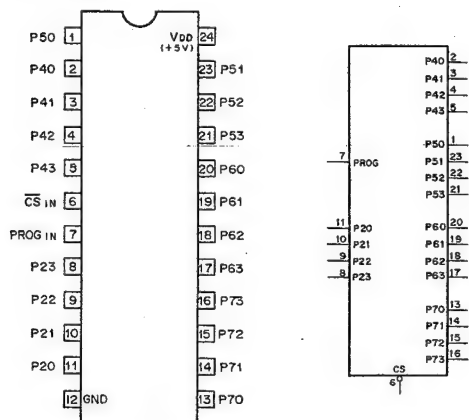 P50 1 VDD 24
(+5V)
P40 2 23 P51
P41 3 22 P52
P42 4 21 P53
P43 5 20 P60
CS IN 6 19 P61
PROG IN 7 18 P62
P23 8 17 P63
P22 9 16 P73
P21 10 15 P72
P20 11 14 P71
12 GND 13 P70
P40 2
P41 3
P42 4
P43 5
P50 1
7 PROG P51 23
P52 22
P53 21
11 P20 P60 20
10 P21 P61 19
9 P22 P62 18
8 P23 P63 17
P70 13
P71 14
P72 15
P73 16
CS
6